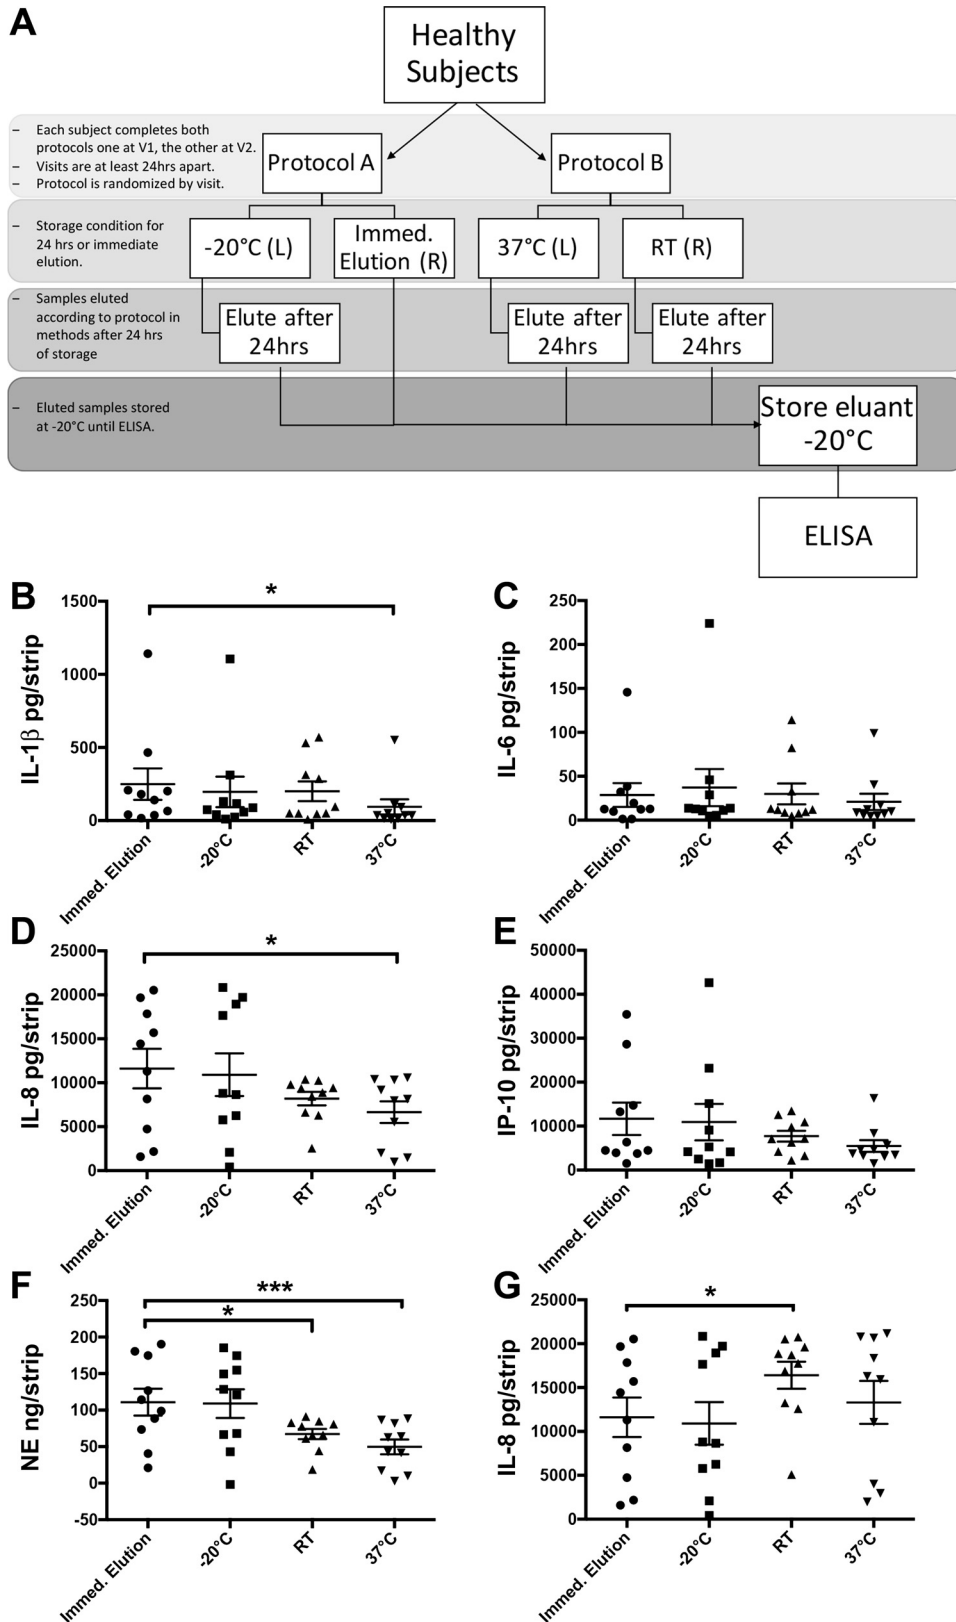 A
Healthy
Subjects
– Each subject completes both
protocols one at V1, the other at V2.
– Visits are at least 24hrs apart.
– Protocol is randomized by visit.
Protocol A
Protocol B
– Storage condition for
24 hrs or immediate
elution.
-20°C (L)
Immed.
Elution (R)
37°C (L)
RT (R)
– Samples eluted
according to protocol in
methods after 24 hrs
of storage
Elute after
24hrs
Elute after
24hrs
Elute after
24hrs
– Eluted samples stored
at -20°C until ELISA.
Store eluant
-20°C
ELISA
B
IL-1β pg/strip
1500
1000
500
0
*
Immed. Elution
-20°C
RT
37°C
C
IL-6 pg/strip
250
200
150
100
50
0
Immed. Elution
-20°C
RT
37°C
D
IL-8 pg/strip
25000
20000
15000
10000
5000
0
*
Immed. Elution
-20°C
RT
37°C
E
IP-10 pg/strip
50000
40000
30000
20000
10000
0
Immed. Elution
-20°C
RT
37°C
F
NE ng/strip
250
200
150
100
50
0
-50
***
*
Immed. Elution
-20°C
RT
37°C
G
IL-8 pg/strip
25000
20000
15000
10000
5000
0
*
Immed. Elution
-20°C
RT
37°C